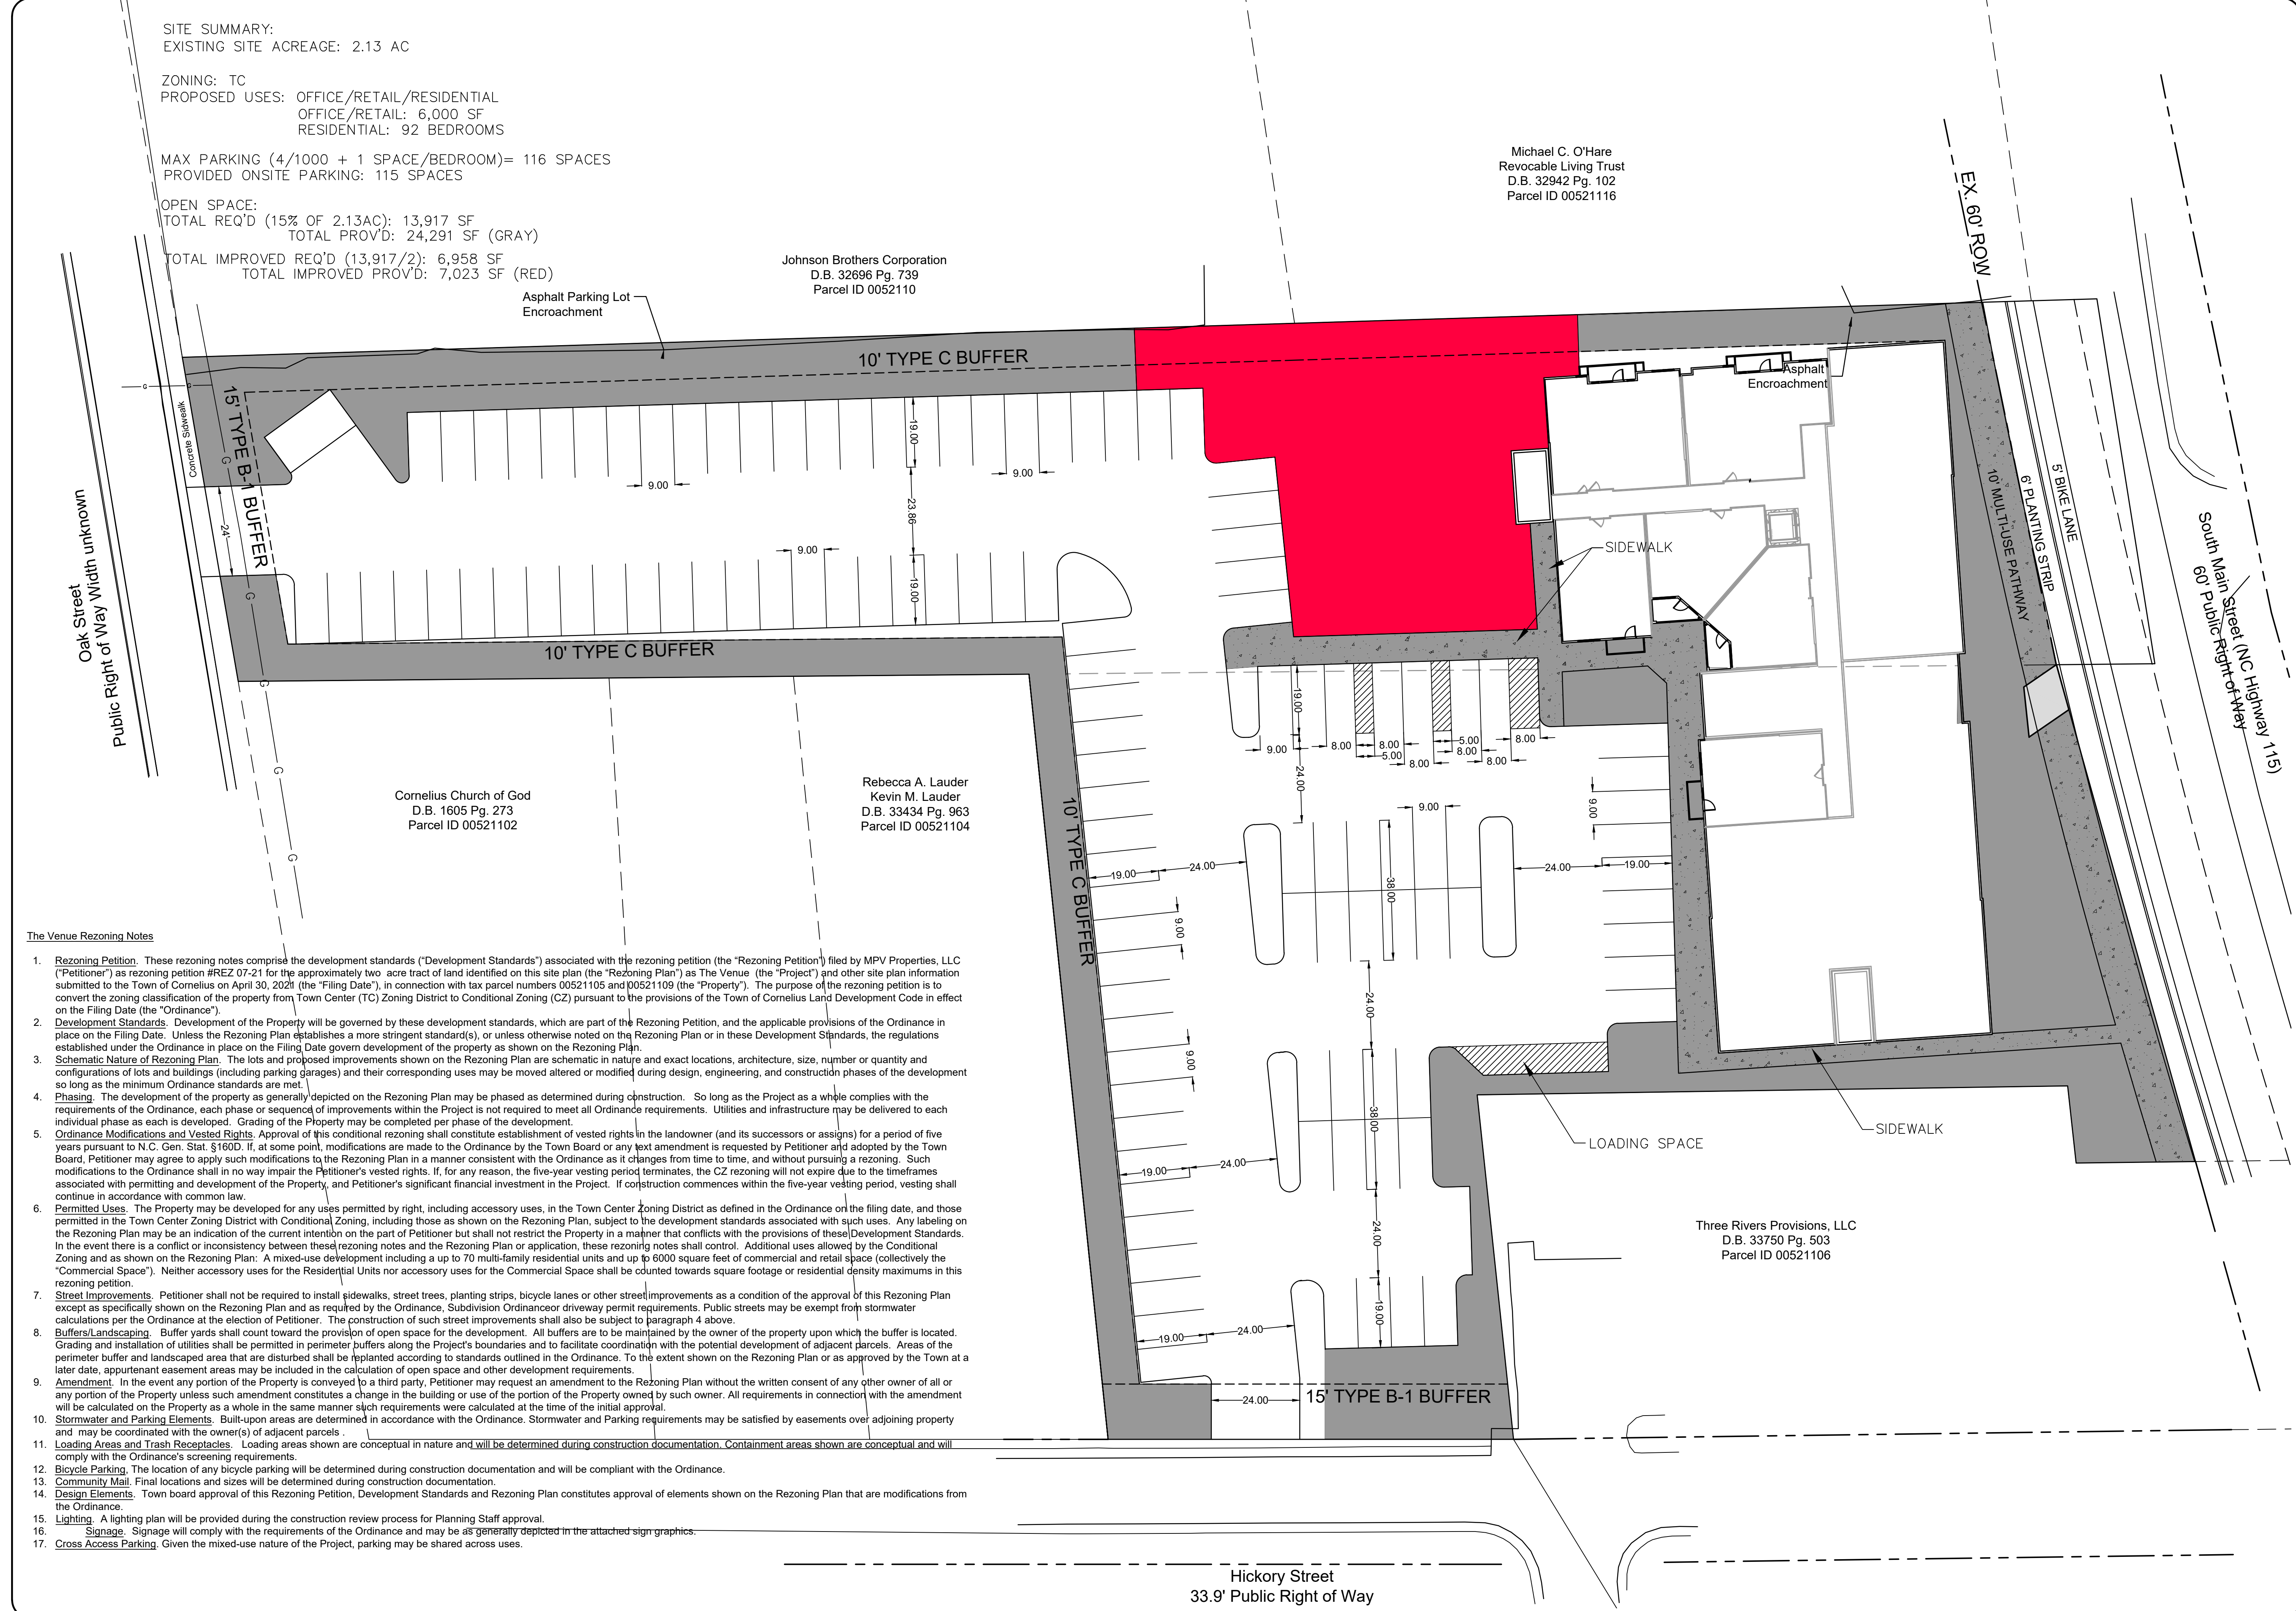 SITE SUMMARY:
EXISTING SITE ACREAGE: 2.13 AC
ZONING: TC
PROPOSED USES: OFFICE/RETAIL/RESIDENTIAL
OFFICE/RETAIL: 6,000 SF
RESIDENTIAL: 92 BEDROOMS
MAX PARKING (4/1000 + 1 SPACE/BEDROOM)= 116 SPACES
PROVIDED ONSITE PARKING: 115 SPACES
OPEN SPACE:
TOTAL REQ'D (15% OF 2.13AC): 13,917 SF
TOTAL PROV'D: 24,291 SF (GRAY)
TOTAL IMPROVED REQ'D (13,917/2): 6,958 SF
TOTAL IMPROVED PROV'D: 7,023 SF (RED)
Asphalt Parking Lot
Encroachment
Johnson Brothers Corporation
D.B. 32696 Pg. 739
Parcel ID 0052110
Michael C. O'Hare
Revocable Living Trust
D.B. 32942 Pg. 102
Parcel ID 00521116
EX. 60' ROW
10' TYPE C BUFFER
Asphalt
Encroachment
15' TYPE B-1 BUFFER
Concrete Sidwealk
G
G
G
G
G
G
G
G
24'
Oak Street
Public Right of Way Width unknown
19.00
9.00
9.00
23.86
9.00
19.00
10' TYPE C BUFFER
SIDEWALK
10' MULTI-USE PATHWAY
6' PLANTING STRIP
5' BIKE LANE
South Main Street (NC Highway 115)
60' Public Right of Way
19.00
9.00
8.00
8.00
5.00
8.00
5.00
8.00
8.00
8.00
24.00
9.00
9.00
38.00
19.00
24.00
24.00
19.00
10' TYPE C BUFFER
9.00
24.00
9.00
38.00
19.00
24.00
24.00
19.00
19.00
24.00
24.00
15' TYPE B-1 BUFFER
LOADING SPACE
SIDEWALK
Cornelius Church of God
D.B. 1605 Pg. 273
Parcel ID 00521102
Rebecca A. Lauder
Kevin M. Lauder
D.B. 33434 Pg. 963
Parcel ID 00521104
Three Rivers Provisions, LLC
D.B. 33750 Pg. 503
Parcel ID 00521106
The Venue Rezoning Notes
1. Rezoning Petition. These rezoning notes comprise the development standards (“Development Standards”) associated with the rezoning petition (the “Rezoning Petition”) filed by MPV Properties, LLC
(“Petitioner”) as rezoning petition #REZ 07-21 for the approximately two acre tract of land identified on this site plan (the “Rezoning Plan”) as The Venue (the “Project”) and other site plan information
submitted to the Town of Cornelius on April 30, 2021 (the “Filing Date”), in connection with tax parcel numbers 00521105 and 00521109 (the “Property”). The purpose of the rezoning petition is to
convert the zoning classification of the property from Town Center (TC) Zoning District to Conditional Zoning (CZ) pursuant to the provisions of the Town of Cornelius Land Development Code in effect
on the Filing Date (the "Ordinance").
2. Development Standards. Development of the Property will be governed by these development standards, which are part of the Rezoning Petition, and the applicable provisions of the Ordinance in
place on the Filing Date. Unless the Rezoning Plan establishes a more stringent standard(s), or unless otherwise noted on the Rezoning Plan or in these Development Standards, the regulations
established under the Ordinance in place on the Filing Date govern development of the property as shown on the Rezoning Plan.
3. Schematic Nature of Rezoning Plan. The lots and proposed improvements shown on the Rezoning Plan are schematic in nature and exact locations, architecture, size, number or quantity and
configurations of lots and buildings (including parking garages) and their corresponding uses may be moved altered or modified during design, engineering, and construction phases of the development
so long as the minimum Ordinance standards are met.
4. Phasing. The development of the property as generally depicted on the Rezoning Plan may be phased as determined during construction. So long as the Project as a whole complies with the
requirements of the Ordinance, each phase or sequence of improvements within the Project is not required to meet all Ordinance requirements. Utilities and infrastructure may be delivered to each
individual phase as each is developed. Grading of the Property may be completed per phase of the development.
5. Ordinance Modifications and Vested Rights. Approval of this conditional rezoning shall constitute establishment of vested rights in the landowner (and its successors or assigns) for a period of five
years pursuant to N.C. Gen. Stat. §160D. If, at some point, modifications are made to the Ordinance by the Town Board or any text amendment is requested by Petitioner and adopted by the Town
Board, Petitioner may agree to apply such modifications to the Rezoning Plan in a manner consistent with the Ordinance as it changes from time to time, and without pursuing a rezoning. Such
modifications to the Ordinance shall in no way impair the Petitioner's vested rights. If, for any reason, the five-year vesting period terminates, the CZ rezoning will not expire due to the timeframes
associated with permitting and development of the Property, and Petitioner's significant financial investment in the Project. If construction commences within the five-year vesting period, vesting shall
continue in accordance with common law.
6. Permitted Uses. The Property may be developed for any uses permitted by right, including accessory uses, in the Town Center Zoning District as defined in the Ordinance on the filing date, and those
permitted in the Town Center Zoning District with Conditional Zoning, including those as shown on the Rezoning Plan, subject to the development standards associated with such uses. Any labeling on
the Rezoning Plan may be an indication of the current intention on the part of Petitioner but shall not restrict the Property in a manner that conflicts with the provisions of these Development Standards.
In the event there is a conflict or inconsistency between these rezoning notes and the Rezoning Plan or application, these rezoning notes shall control. Additional uses allowed by the Conditional
Zoning and as shown on the Rezoning Plan: A mixed-use development including a up to 70 multi-family residential units and up to 6000 square feet of commercial and retail space (collectively the
“Commercial Space”). Neither accessory uses for the Residential Units nor accessory uses for the Commercial Space shall be counted towards square footage or residential density maximums in this
rezoning petition.
7. Street Improvements. Petitioner shall not be required to install sidewalks, street trees, planting strips, bicycle lanes or other street improvements as a condition of the approval of this Rezoning Plan
except as specifically shown on the Rezoning Plan and as required by the Ordinance, Subdivision Ordinanceor driveway permit requirements. Public streets may be exempt from stormwater
calculations per the Ordinance at the election of Petitioner. The construction of such street improvements shall also be subject to paragraph 4 above.
8. Buffers/Landscaping. Buffer yards shall count toward the provision of open space for the development. All buffers are to be maintained by the owner of the property upon which the buffer is located.
Grading and installation of utilities shall be permitted in perimeter buffers along the Project's boundaries and to facilitate coordination with the potential development of adjacent parcels. Areas of the
perimeter buffer and landscaped area that are disturbed shall be replanted according to standards outlined in the Ordinance. To the extent shown on the Rezoning Plan or as approved by the Town at a
later date, appurtenant easement areas may be included in the calculation of open space and other development requirements.
9. Amendment. In the event any portion of the Property is conveyed to a third party, Petitioner may request an amendment to the Rezoning Plan without the written consent of any other owner of all or
any portion of the Property unless such amendment constitutes a change in the building or use of the portion of the Property owned by such owner. All requirements in connection with the amendment
will be calculated on the Property as a whole in the same manner such requirements were calculated at the time of the initial approval.
10. Stormwater and Parking Elements. Built-upon areas are determined in accordance with the Ordinance. Stormwater and Parking requirements may be satisfied by easements over adjoining property
and may be coordinated with the owner(s) of adjacent parcels .
11. Loading Areas and Trash Receptacles. Loading areas shown are conceptual in nature and will be determined during construction documentation. Containment areas shown are conceptual and will
comply with the Ordinance's screening requirements.
12. Bicycle Parking, The location of any bicycle parking will be determined during construction documentation and will be compliant with the Ordinance.
13. Community Mail. Final locations and sizes will be determined during construction documentation.
14. Design Elements. Town board approval of this Rezoning Petition, Development Standards and Rezoning Plan constitutes approval of elements shown on the Rezoning Plan that are modifications from
the Ordinance.
15. Lighting. A lighting plan will be provided during the construction review process for Planning Staff approval.
16. Signage. Signage will comply with the requirements of the Ordinance and may be as generally depicted in the attached sign graphics.
17. Cross Access Parking. Given the mixed-use nature of the Project, parking may be shared across uses.
Hickory Street
33.9' Public Right of Way